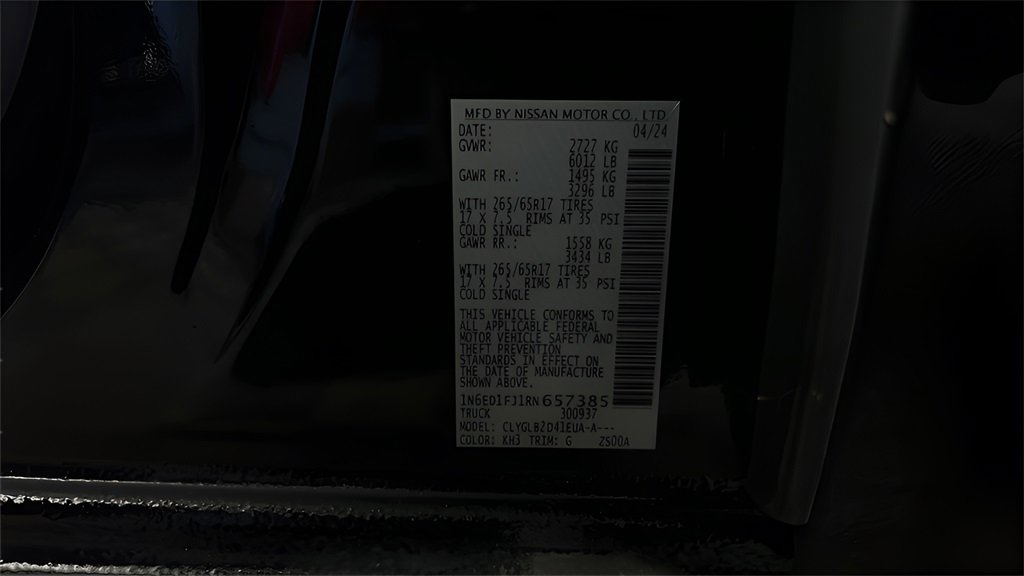 MFD BY NISSAN MOTOR CO., LTD
DATE: 04/24
GVWR: 2727 KG
6012 LB
GAWR FR.: 1495 KG
3296 LB
WITH 265/65R17 TIRES
17 X 7.5 RIMS AT 35 PSI
COLD SINGLE
GAWR RR.: 1558 KG
3434 LB
WITH 265/65R17 TIRES
17 X 7.5 RIMS AT 35 PSI
COLD SINGLE
THIS VEHICLE CONFORMS TO
ALL APPLICABLE FEDERAL
MOTOR VEHICLE SAFETY AND
THEFT PREVENTION
STANDARDS IN EFFECT ON
THE DATE OF MANUFACTURE
SHOWN ABOVE.
1N6ED1FJ1RN657385
TRUCK 300937
MODEL: CLYGLB2D41EUA-A---
COLOR: KH3 TRIM: G ZS00A